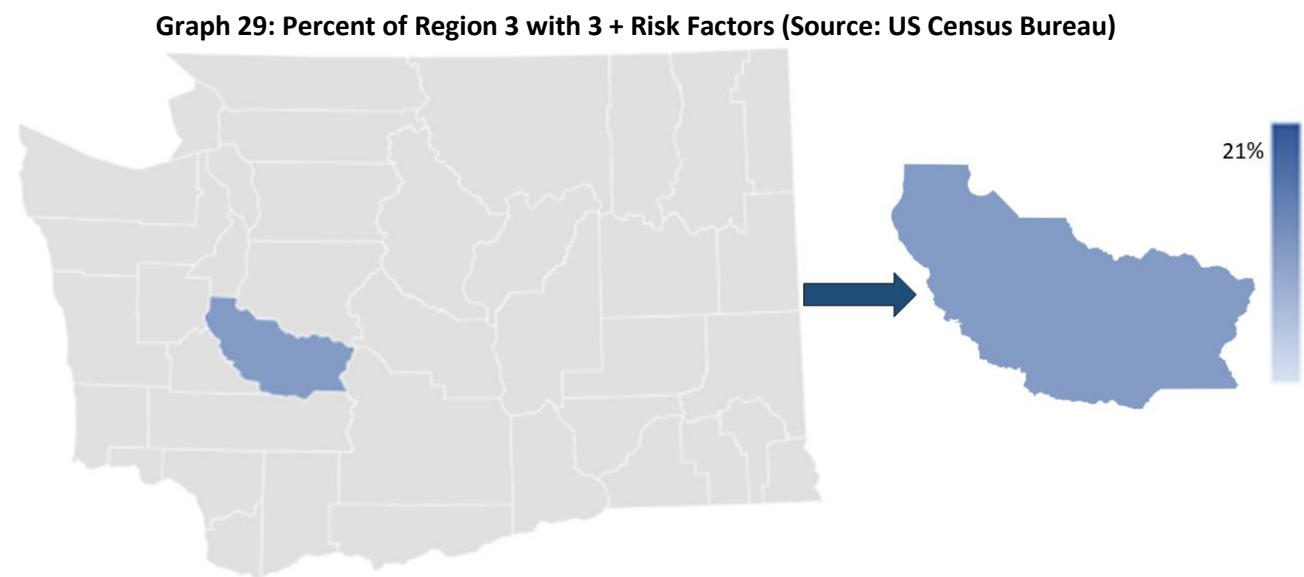 Graph 29: Percent of Region 3 with 3 + Risk Factors (Source: US Census Bureau)
21%